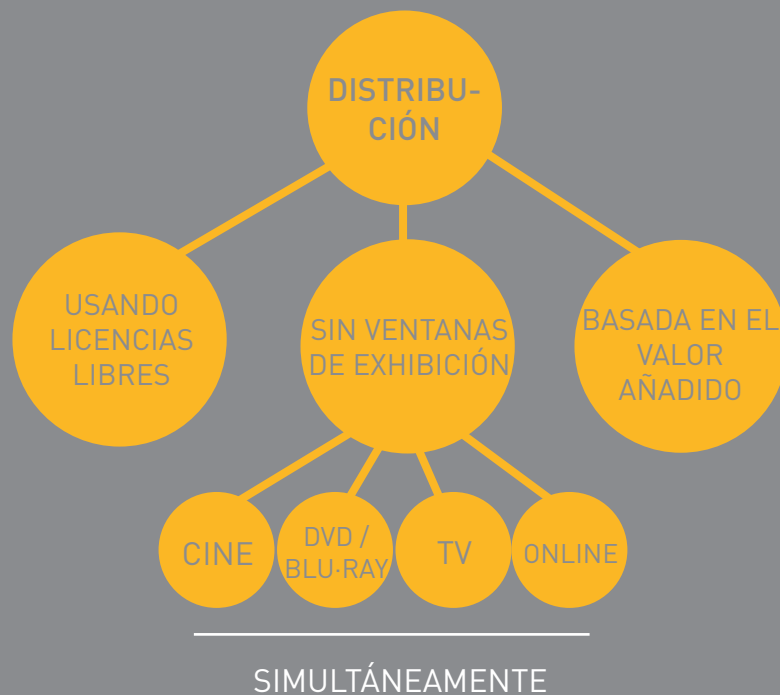 DISTRIBU-
CIÓN
USANDO
LICENCIAS
LIBRES
SIN VENTANAS
DE EXHIBICIÓN
BASADA EN EL
VALOR
AÑADIDO
CINE
DVD /
BLU·RAY
TV
ONLINE
SIMULTÁNEAMENTE